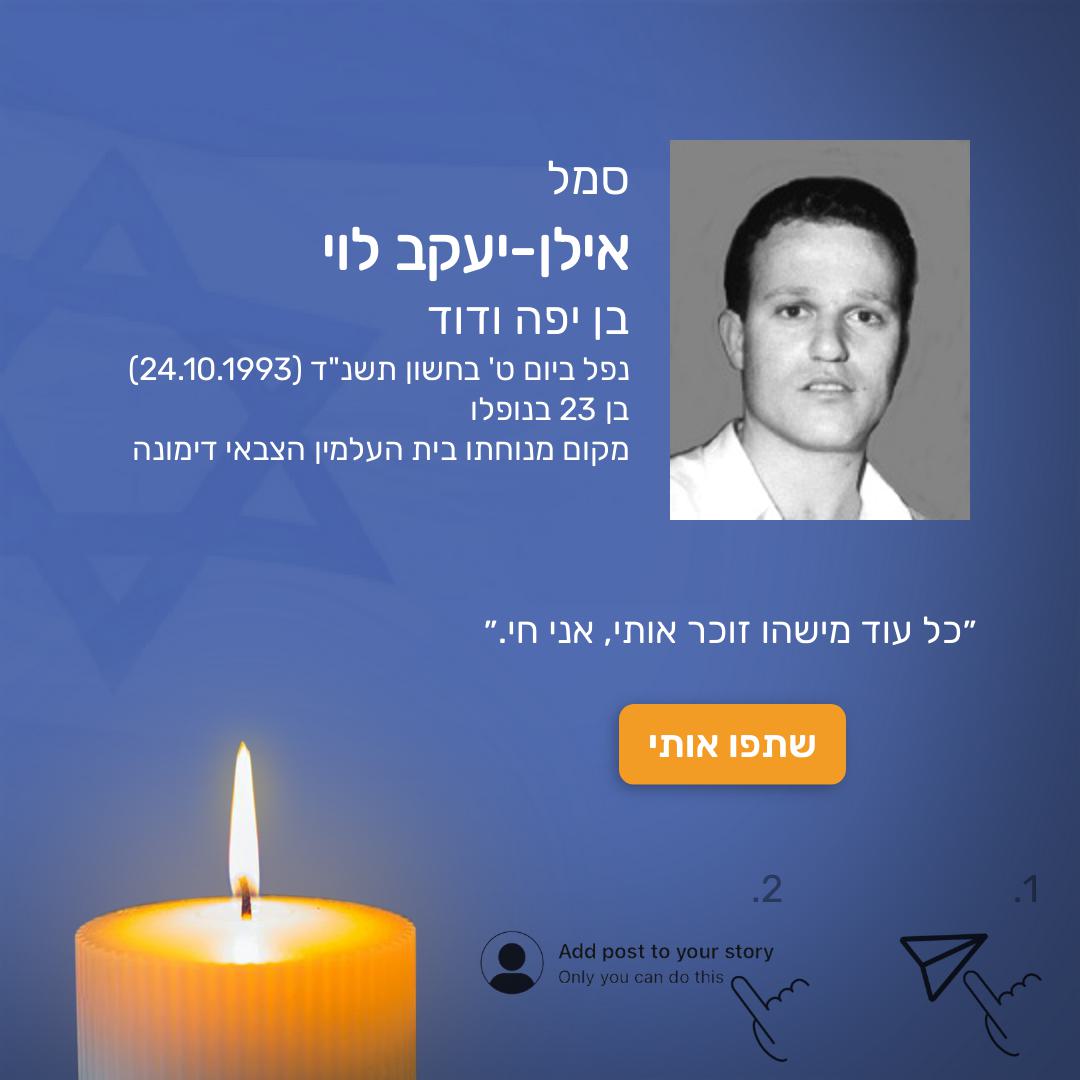 סמל
אילן-יעקב לוי
בן יפה ודוד
נפל ביום ט' בחשון תשנ"ד (24.10.1993)
בן 23 בנופלו
מקום מנוחתו בית העלמין הצבאי דימונה
״כל עוד מישהו זוכר אותי, אני חי.״
שתפו אותי
.1
.2
Add post to your story
Only you can do this